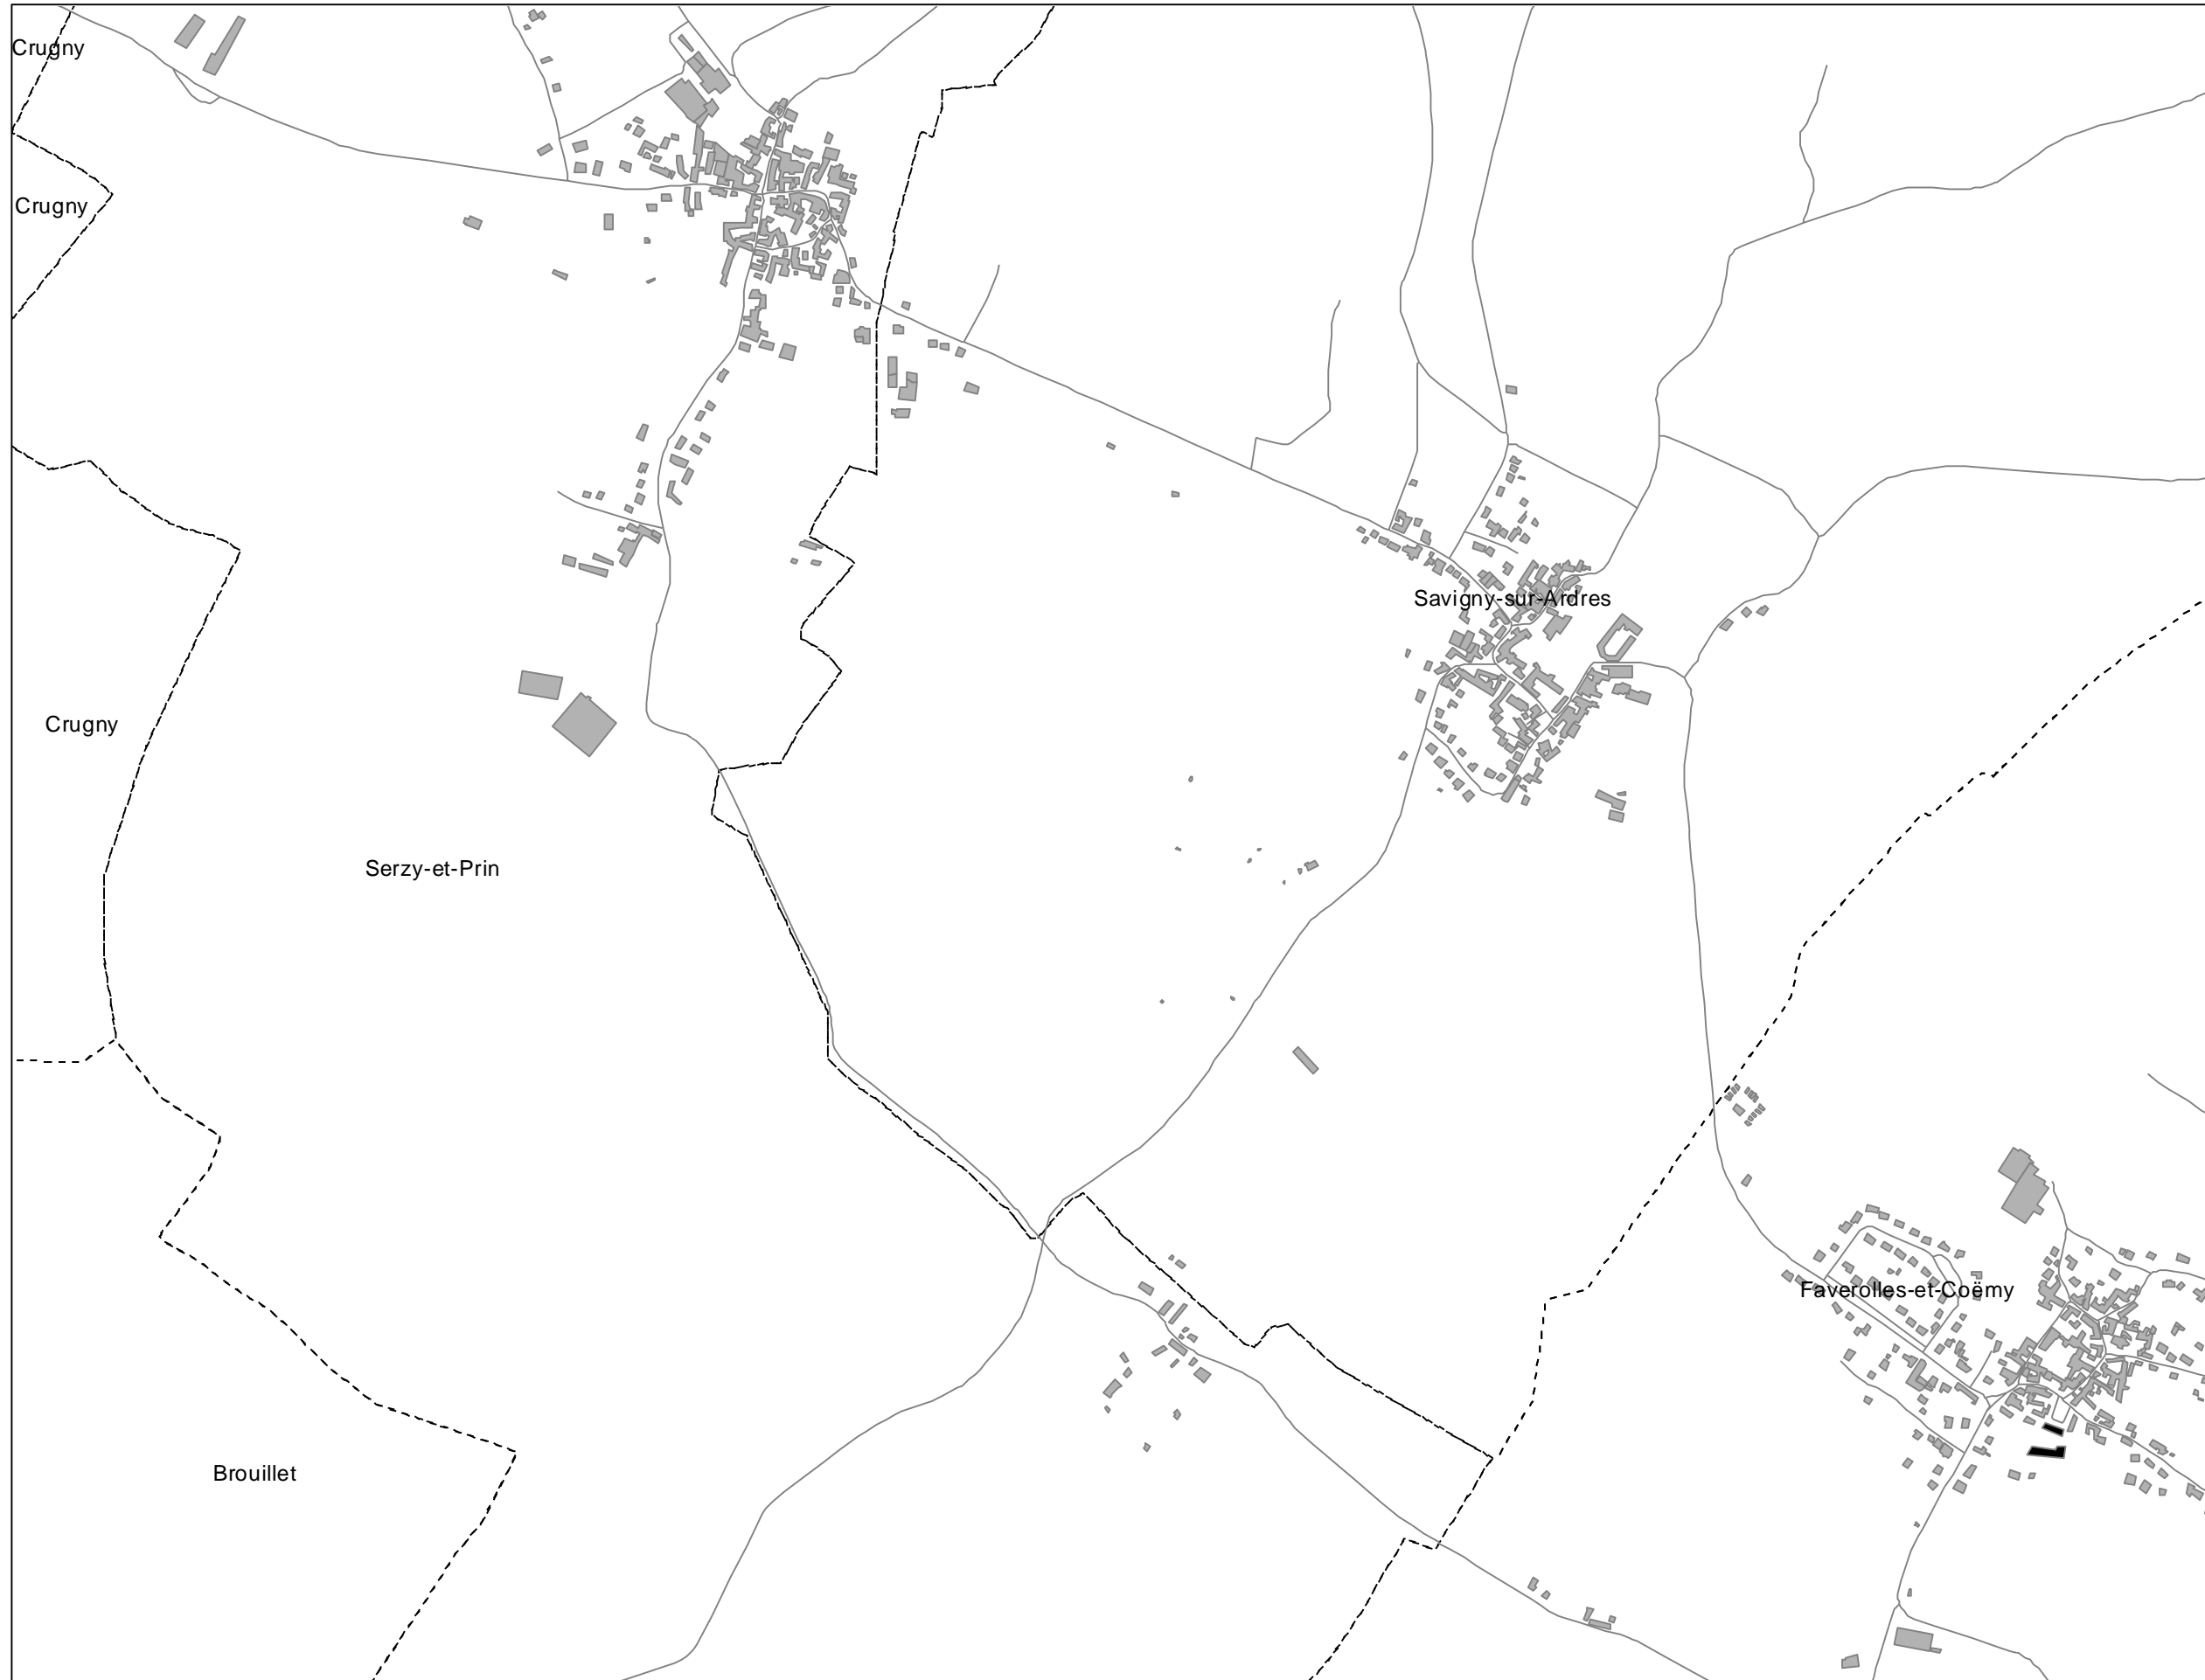 Crugny
Crugny
Savigny-sur-Ardres
Crugny
Serzy-et-Prin
Faverolles-et-Coëmy
Brouillet